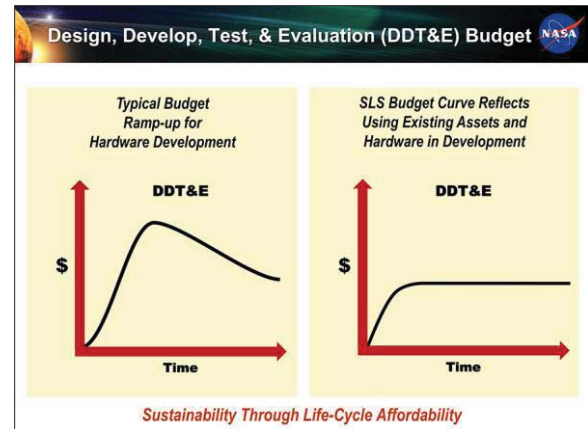 Design, Develop, Test, & Evaluation (DDT&E) Budget
NASA
Typical Budget
Ramp-up for
Hardware Development
DDT&E
$
Time
SLS Budget Curve Reflects
Using Existing Assets and
Hardware in Development
DDT&E
$
Time
Sustainability Through Life-Cycle Affordability